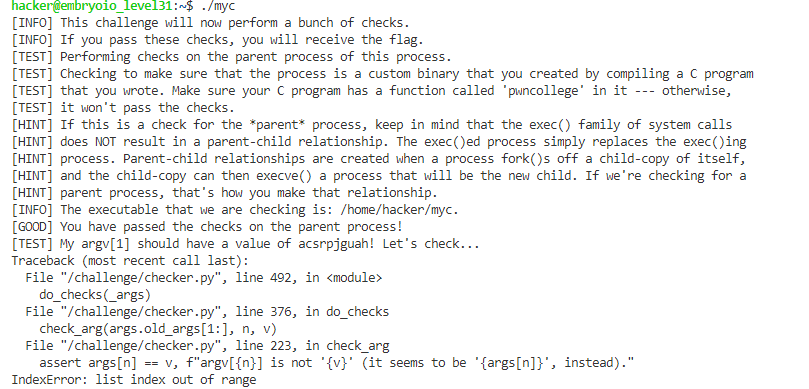 hacker@embryoio_level31:~$ ./myc
[INFO] This challenge will now perform a bunch of checks.
[INFO] If you pass these checks, you will receive the flag.
[TEST] Performing checks on the parent process of this process.
[TEST] Checking to make sure that the process is a custom binary that you created by compiling a C program
[TEST] that you wrote. Make sure your C program has a function called 'pwncollege' in it --- otherwise,
[TEST] it won't pass the checks.
[HINT] If this is a check for the *parent* process, keep in mind that the exec() family of system calls
[HINT] does NOT result in a parent-child relationship. The exec()ed process simply replaces the exec()ing
[HINT] process. Parent-child relationships are created when a process fork()s off a child-copy of itself,
[HINT] and the child-copy can then execve() a process that will be the new child. If we're checking for a
[HINT] parent process, that's how you make that relationship.
[INFO] The executable that we are checking is: /home/hacker/myc.
[GOOD] You have passed the checks on the parent process!
[TEST] My argv[1] should have a value of acsrpjguah! Let's check...
Traceback (most recent call last):
  File "/challenge/checker.py", line 492, in <module>
    do_checks(_args)
  File "/challenge/checker.py", line 376, in do_checks
    check_arg(args.old_args[1:], n, v)
  File "/challenge/checker.py", line 223, in check_arg
    assert args[n] == v, f"argv[{n}] is not '{v}' (it seems to be '{args[n]}', instead)."
IndexError: list index out of range